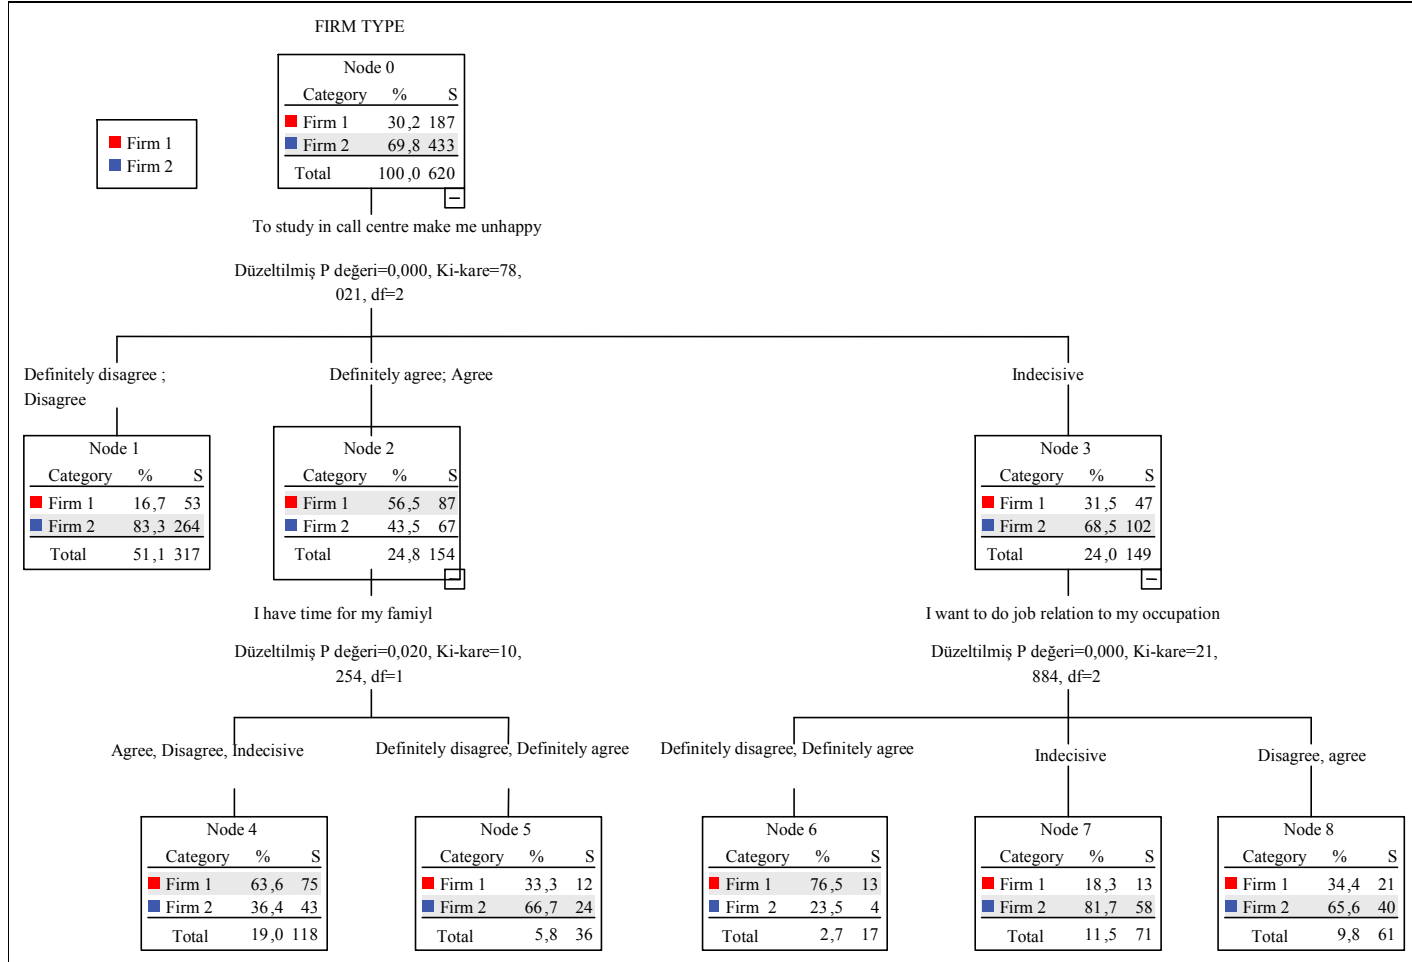 FIRM TYPE
Node 0
Category % S
Firm 1 30,2 187
Firm 2 69,8 433
Total 100,0 620
Firm 1
Firm 2
To study in call centre make me unhappy
Düzeltilmiş P değeri=0,000, Ki-kare=78,
021, df=2
Definitely disagree ;
Disagree
Definitely agree; Agree
Indecisive
Node 1
Category % S
Firm 1 16,7 53
Firm 2 83,3 264
Total 51,1 317
Node 2
Category % S
Firm 1 56,5 87
Firm 2 43,5 67
Total 24,8 154
Node 3
Category % S
Firm 1 31,5 47
Firm 2 68,5 102
Total 24,0 149
I have time for my famiyl
Düzeltilmiş P değeri=0,020, Ki-kare=10,
254, df=1
I want to do job relation to my occupation
Düzeltilmiş P değeri=0,000, Ki-kare=21,
884, df=2
Agree, Disagree, Indecisive
Definitely disagree, Definitely agree
Definitely disagree, Definitely agree
Indecisive
Disagree, agree
Node 4
Category % S
Firm 1 63,6 75
Firm 2 36,4 43
Total 19,0 118
Node 5
Category % S
Firm 1 33,3 12
Firm 2 66,7 24
Total 5,8 36
Node 6
Category % S
Firm 1 76,5 13
Firm 2 23,5 4
Total 2,7 17
Node 7
Category % S
Firm 1 18,3 13
Firm 2 81,7 58
Total 11,5 71
Node 8
Category % S
Firm 1 34,4 21
Firm 2 65,6 40
Total 9,8 61